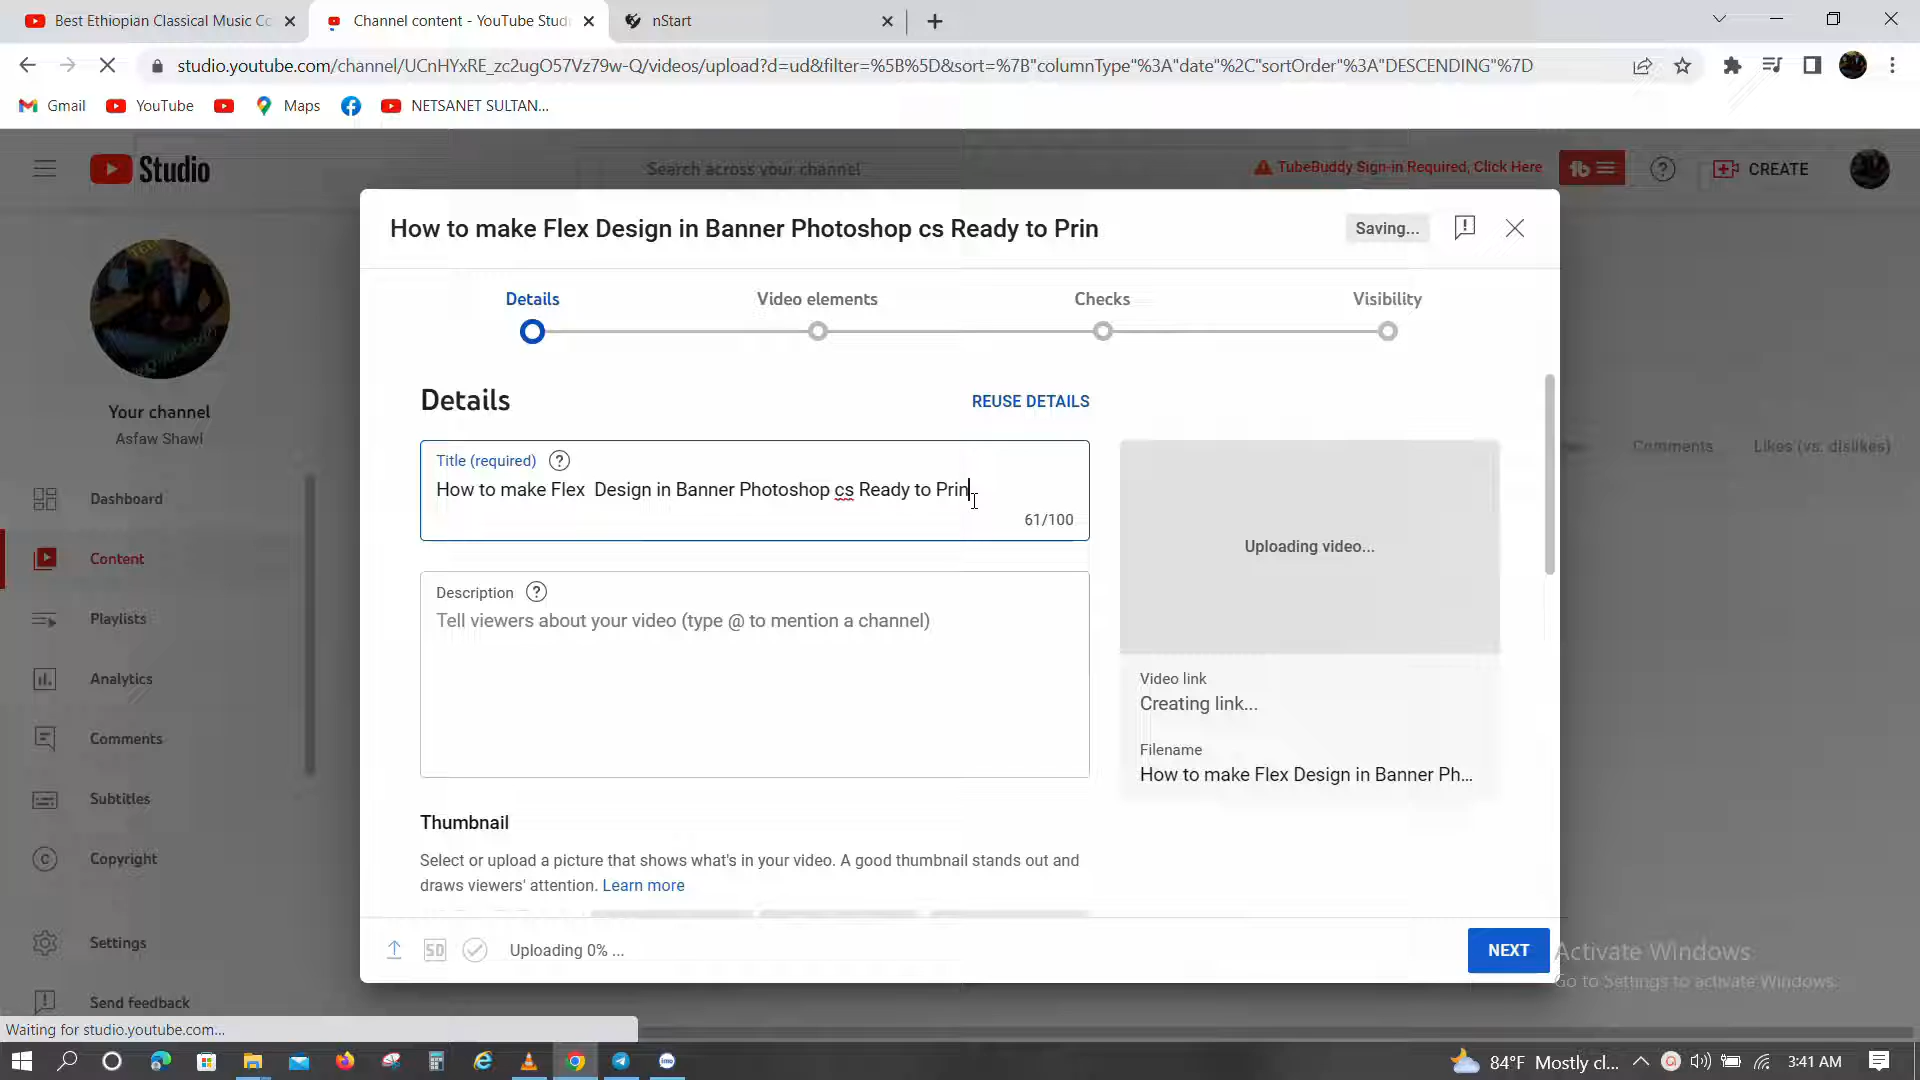 Best Ethiopian Classical Music Co
Channel content - YouTube Stud
nStart
studio.youtube.com/channel/UCnHYxRE_zc2ugO57Vz79w-Q/videos/upload?d=ud&filter=%5B%5D&sort=%7B"columnType"%3A"date"%2C"sortOrder"%3A"DESCENDING"%7D
Gmail
YouTube
Maps
NETSANET SULTAN...
Studio
Search across your channel
TubeBuddy Sign-in Required, Click Here
CREATE
How to make Flex Design in Banner Photoshop cs Ready to Prin
Saving...
Details
Video elements
Checks
Visibility
Your channel
Asfaw Shawl
Details
REUSE DETAILS
Comments
Likes (vs. dislikes)
Title (required)
How to make Flex  Design in Banner Photoshop cs Ready to Prin
61/100
Dashboard
Content
Playlists
Analytics
Comments
Subtitles
Copyright
Settings
Send feedback
Uploading video...
Description
Tell viewers about your video (type @ to mention a channel)
Video link
Creating link...
Filename
How to make Flex Design in Banner Ph...
Thumbnail
Select or upload a picture that shows what's in your video. A good thumbnail stands out and
draws viewers' attention. Learn more
SD
Uploading 0% ...
NEXT
Activate Windows
Go to Settings to activate Windows.
Waiting for studio.youtube.com...
84°F Mostly cl...
3:41 AM